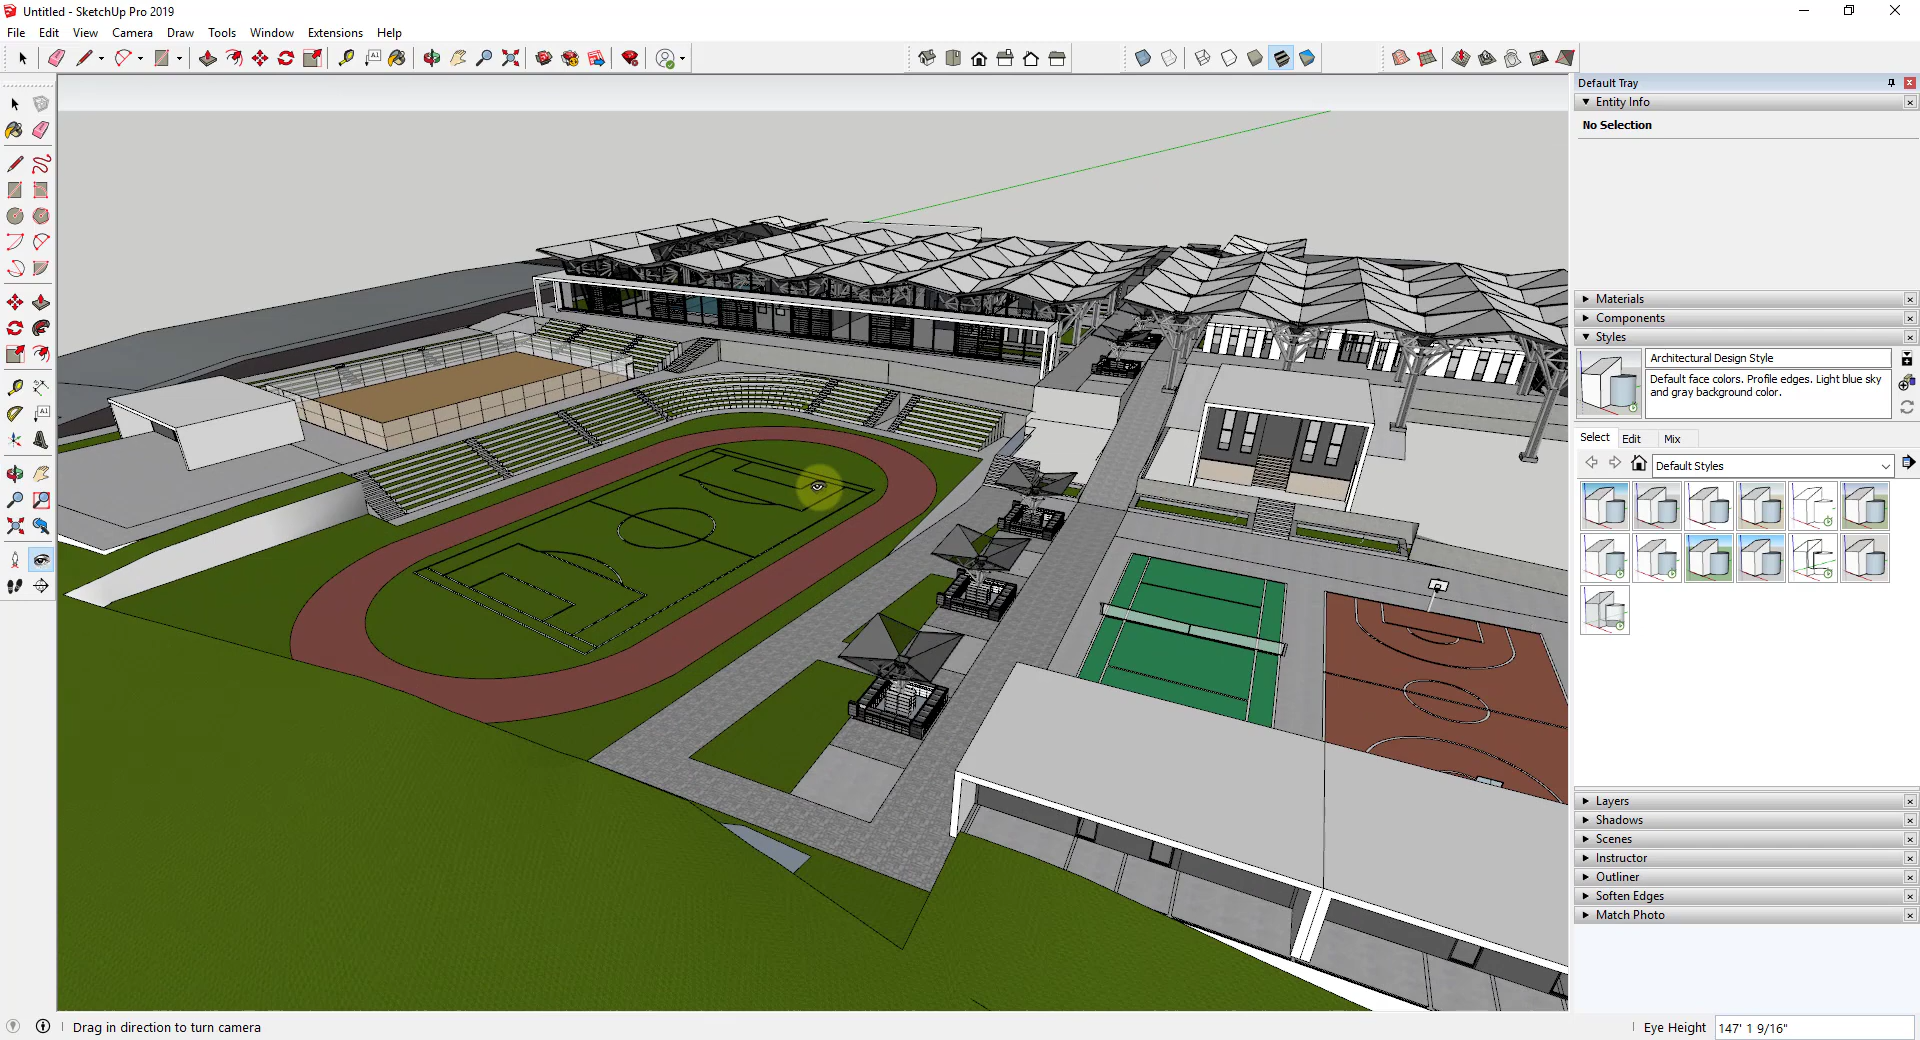 Untitled - SketchUp Pro 2019
File Edit View Camera Draw Tools Window Extensions Help
Default Tray
Entity Info
No Selection
Materials
Components
Styles
Architectural Design Style
Default face colors. Profile edges. Light blue sky
and gray background color.
Select Edit Mix
Default Styles
Layers
Shadows
Scenes
Instructor
Outliner
Soften Edges
Match Photo
Drag in direction to turn camera
Eye Height 147' 1 9/16"